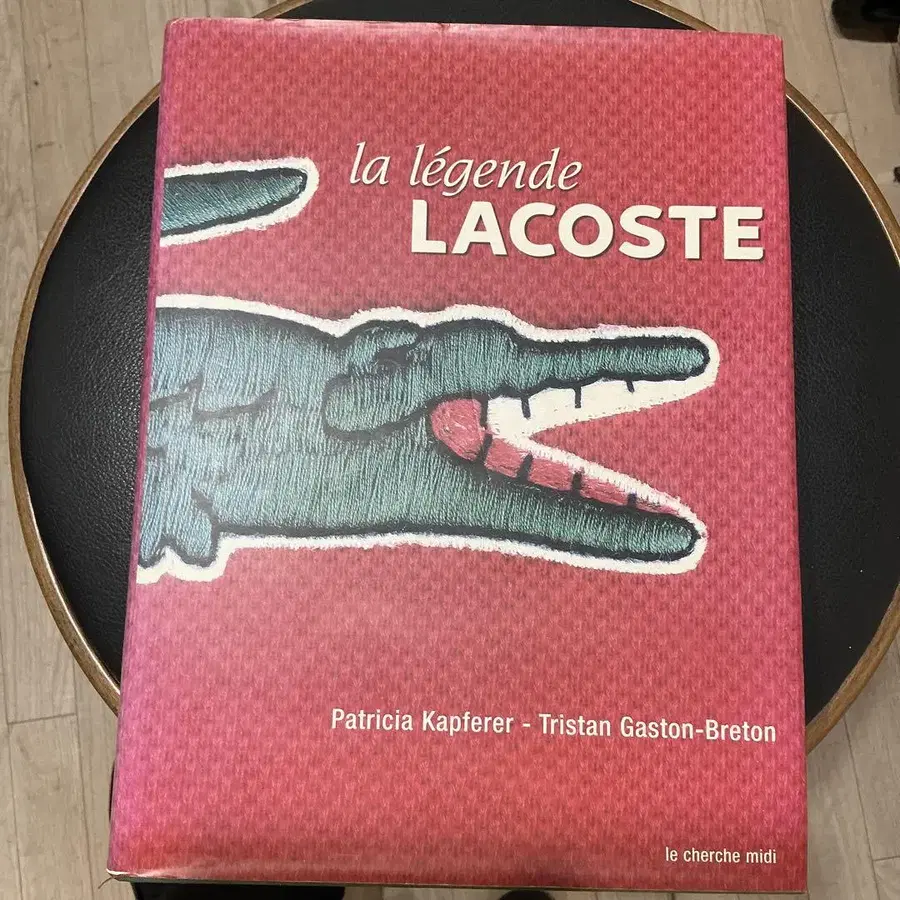 la légende
LACOSTE
Patricia Kapferer - Tristan Gaston-Breton
le cherche midi